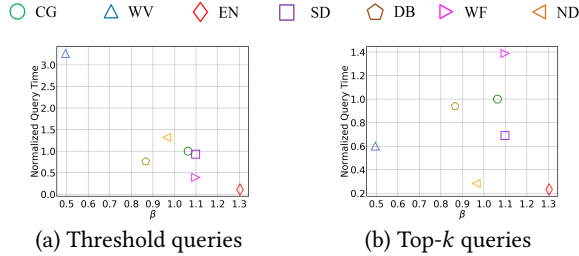 CG WV EN SD DB WF ND
Normalized Query Time
3.0
2.5
2.0
1.5
1.0
0.5
0.0
0.5 0.6 0.7 0.8 0.9 1.0 1.1 1.2 1.3
β
(a) Threshold queries
Normalized Query Time
1.4
1.2
1.0
0.8
0.6
0.4
0.2
0.5 0.6 0.7 0.8 0.9 1.0 1.1 1.2 1.3
β
(b) Top-k queries